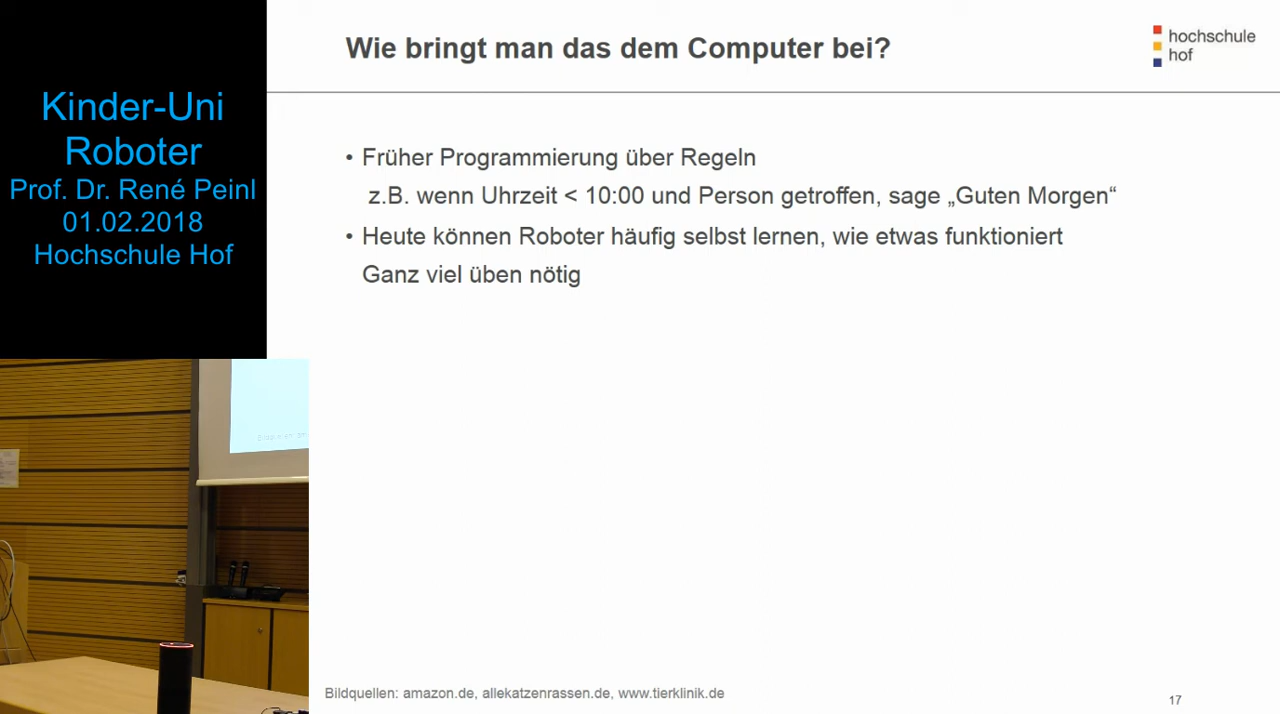 Kinder-Uni
Roboter
Prof. Dr. René Peinl
01.02.2018
Hochschule Hof
Wie bringt man das dem Computer bei?
hochschule
hof
• Früher Programmierung über Regeln
z.B. wenn Uhrzeit < 10:00 und Person getroffen, sage „Guten Morgen“
• Heute können Roboter häufig selbst lernen, wie etwas funktioniert
Ganz viel üben nötig
Bildquellen: amazon.de, allekatzenrassen.de, www.tierklinik.de
17